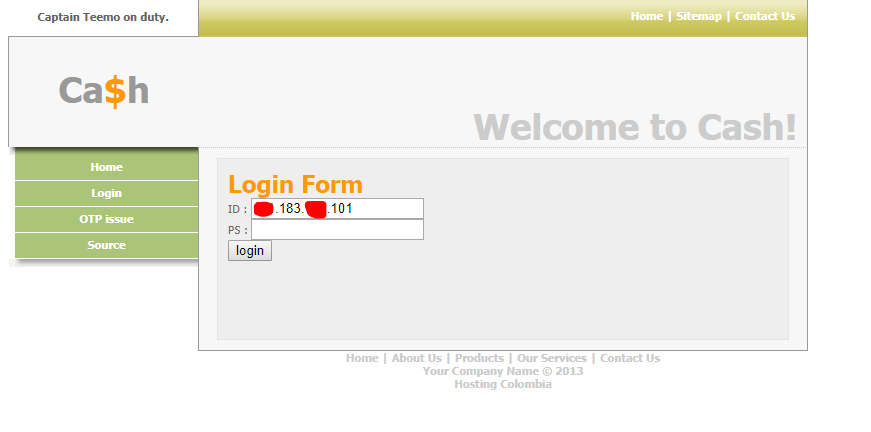 Captain Teemo on duty.
Home | Sitemap | Contact Us
Ca$h
Welcome to Cash!
Home
Login
OTP issue
Source
Login Form
ID : .183. .101
PS :
login
Home | About Us | Products | Our Services | Contact Us
Your Company Name © 2013
Hosting Colombia